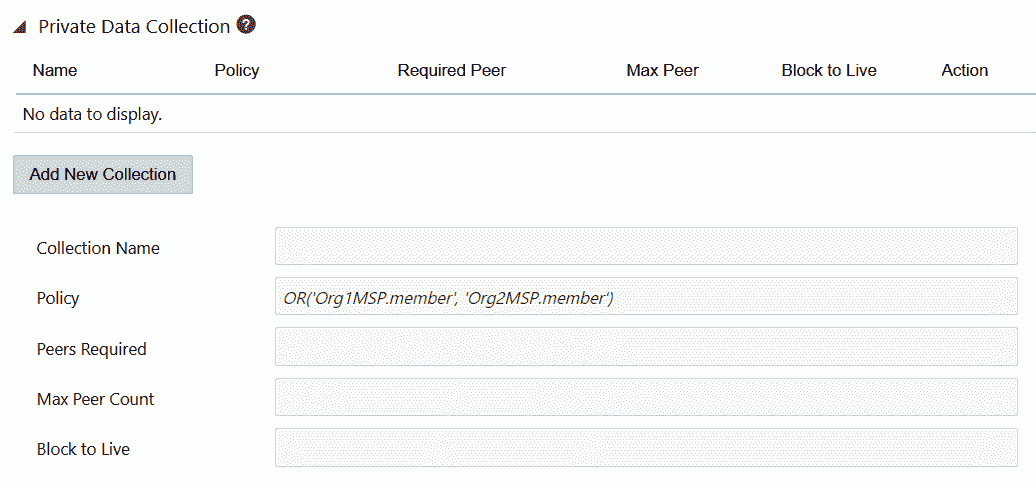 Private Data Collection ?
Name Policy Required Peer Max Peer Block to Live Action
No data to display.
Add New Collection
Collection Name
Policy OR('Org1MSP.member', 'Org2MSP.member')
Peers Required
Max Peer Count
Block to Live